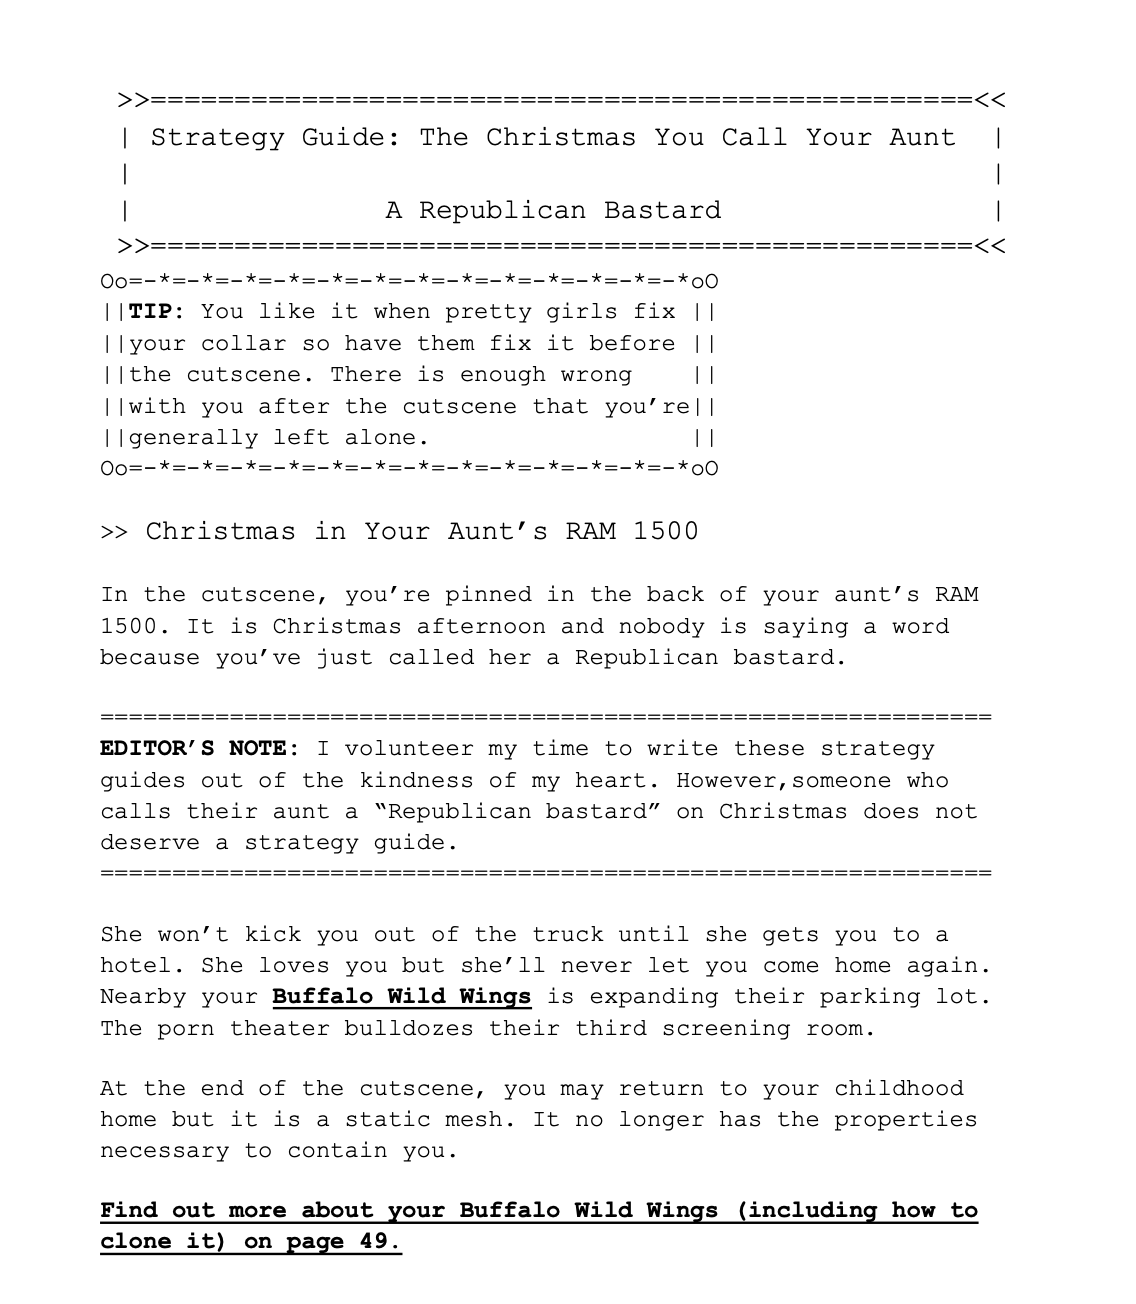 >>=================================================<<
| Strategy Guide: The Christmas You Call Your Aunt |
| |
| A Republican Bastard |
>>=================================================<<
Oo=-*=-*=-*=-*=-*=-*=-*=-*=-*=-*=-*=-*=-*oO
||TIP: You like it when pretty girls fix ||
||your collar so have them fix it before ||
||the cutscene. There is enough wrong ||
||with you after the cutscene that you’re||
||generally left alone. ||
Oo=-*=-*=-*=-*=-*=-*=-*=-*=-*=-*=-*=-*=-*oO
>> Christmas in Your Aunt’s RAM 1500
In the cutscene, you’re pinned in the back of your aunt’s RAM
1500. It is Christmas afternoon and nobody is saying a word
because you’ve just called her a Republican bastard.
==============================================================
EDITOR’S NOTE: I volunteer my time to write these strategy
guides out of the kindness of my heart. However,someone who
calls their aunt a “Republican bastard” on Christmas does not
deserve a strategy guide.
==============================================================
She won’t kick you out of the truck until she gets you to a
hotel. She loves you but she’ll never let you come home again.
Nearby your Buffalo Wild Wings is expanding their parking lot.
The porn theater bulldozes their third screening room.
At the end of the cutscene, you may return to your childhood
home but it is a static mesh. It no longer has the properties
necessary to contain you.
Find out more about your Buffalo Wild Wings (including how to
clone it) on page 49.